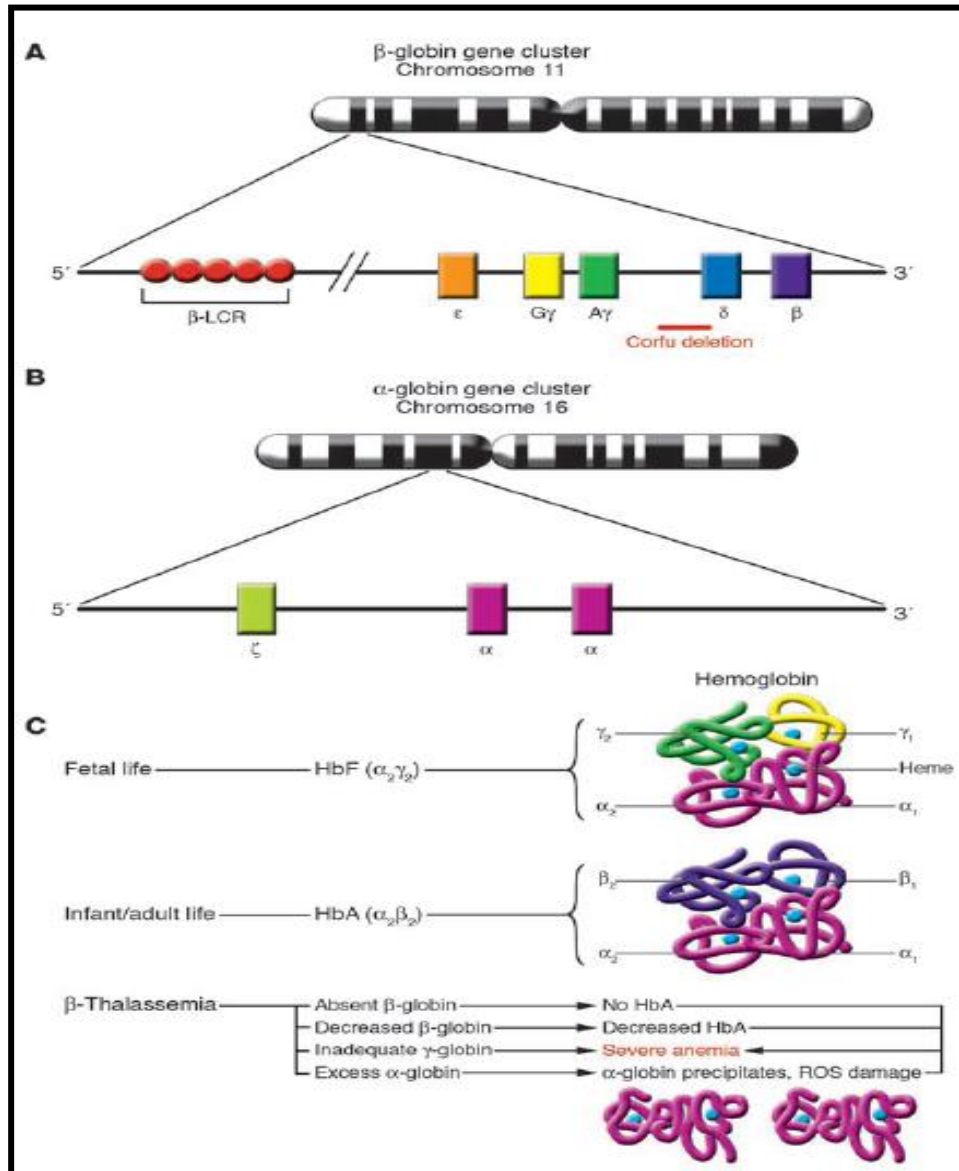 A
β-globin gene cluster
Chromosome 11
5′
3′
β-LCR
ε
Gγ
Aγ
δ
β
Corfu deletion
B
α-globin gene cluster
Chromosome 16
5′
3′
ζ
α
α
C
Hemoglobin
Fetal life
HbF (α₂γ₂)
γ₂
γ₁
Heme
α₂
α₁
Infant/adult life
HbA (α₂β₂)
β₂
β₁
α₂
α₁
β-Thalassemia
Absent β-globin
No HbA
Decreased β-globin
Decreased HbA
Inadequate γ-globin
Severe anemia
Excess α-globin
α-globin precipitates, ROS damage